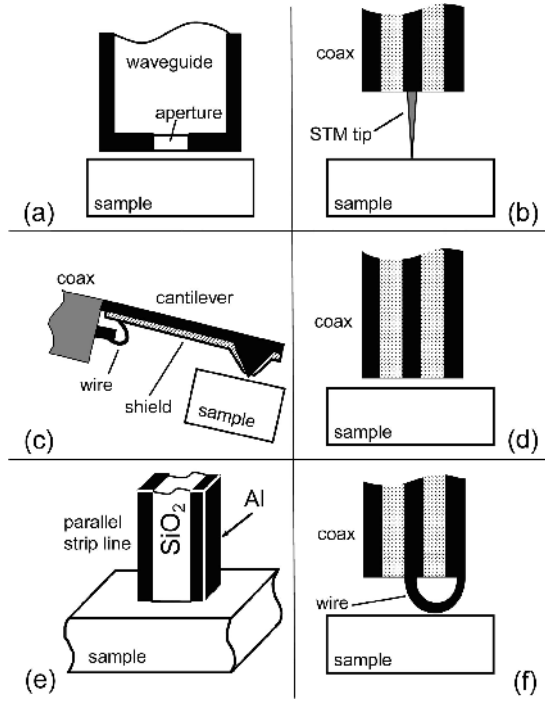 waveguide
aperture
sample
(a)
coax
STM tip
sample
(b)
coax
cantilever
wire
shield
sample
(c)
coax
sample
(d)
parallel
strip line
SiO₂
Al
sample
(e)
coax
wire
sample
(f)